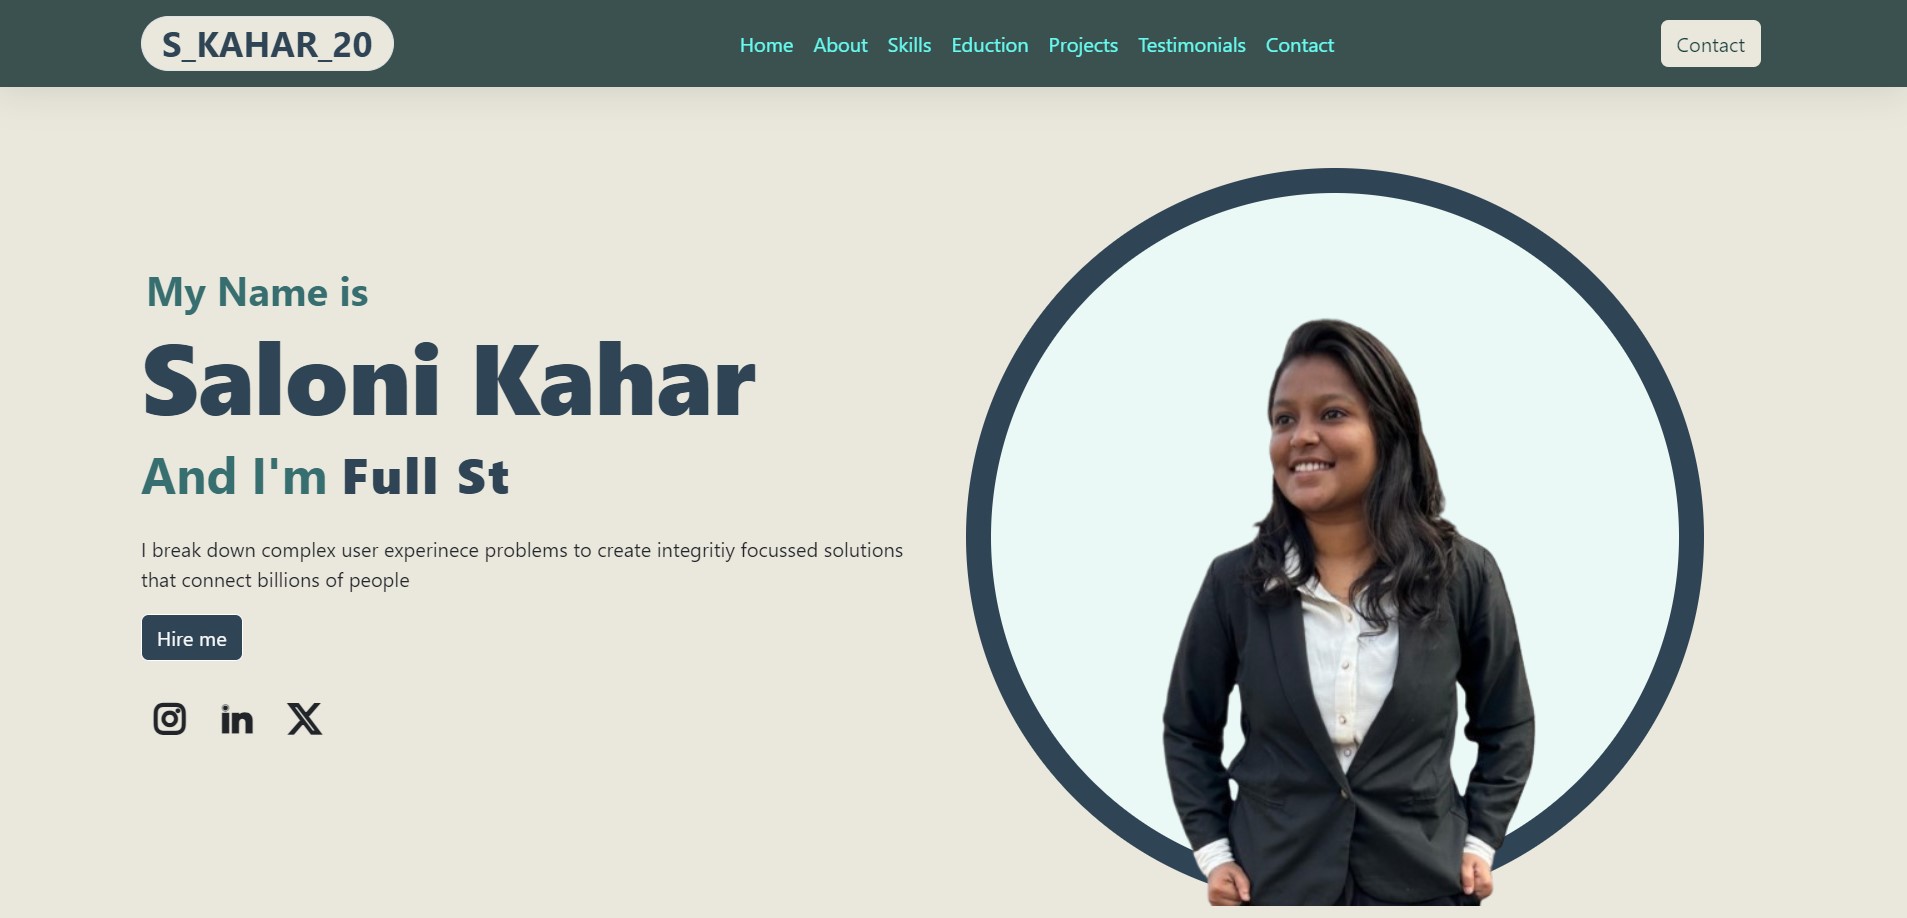 S_KAHAR_20
Home About Skills Eduction Projects Testimonials Contact
Contact
My Name is
Saloni Kahar
And I'm Full St
I break down complex user experinece problems to create integritiy focussed solutions
that connect billions of people
Hire me